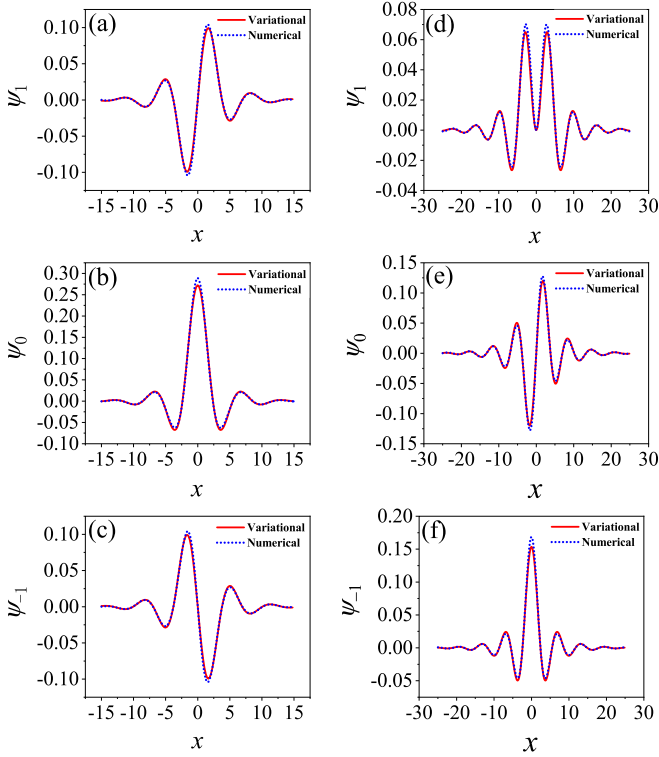 (a)
Variational
Numerical
0.10
0.05
0.00
-0.05
-0.10
ψ1
-15 -10 -5 0 5 10 15
x
(d)
Variational
Numerical
0.08
0.06
0.04
0.02
0.00
-0.02
-0.04
ψ1
-30 -20 -10 0 10 20 30
x
(b)
Variational
Numerical
0.30
0.25
0.20
0.15
0.10
0.05
0.00
0.05
0.10
ψ0
-15 -10 -5 0 5 10 15
x
(e)
Variational
Numerical
0.15
0.10
0.05
0.00
-0.05
-0.10
-0.15
ψ0
-30 -20 -10 0 10 20 30
x
(c)
Variational
Numerical
0.10
0.05
0.00
-0.05
-0.10
ψ−1
-15 -10 -5 0 5 10 15
x
(f)
Variational
Numerical
0.20
0.15
0.10
0.05
0.00
-0.05
ψ−1
-30 -20 -10 0 10 20 30
x